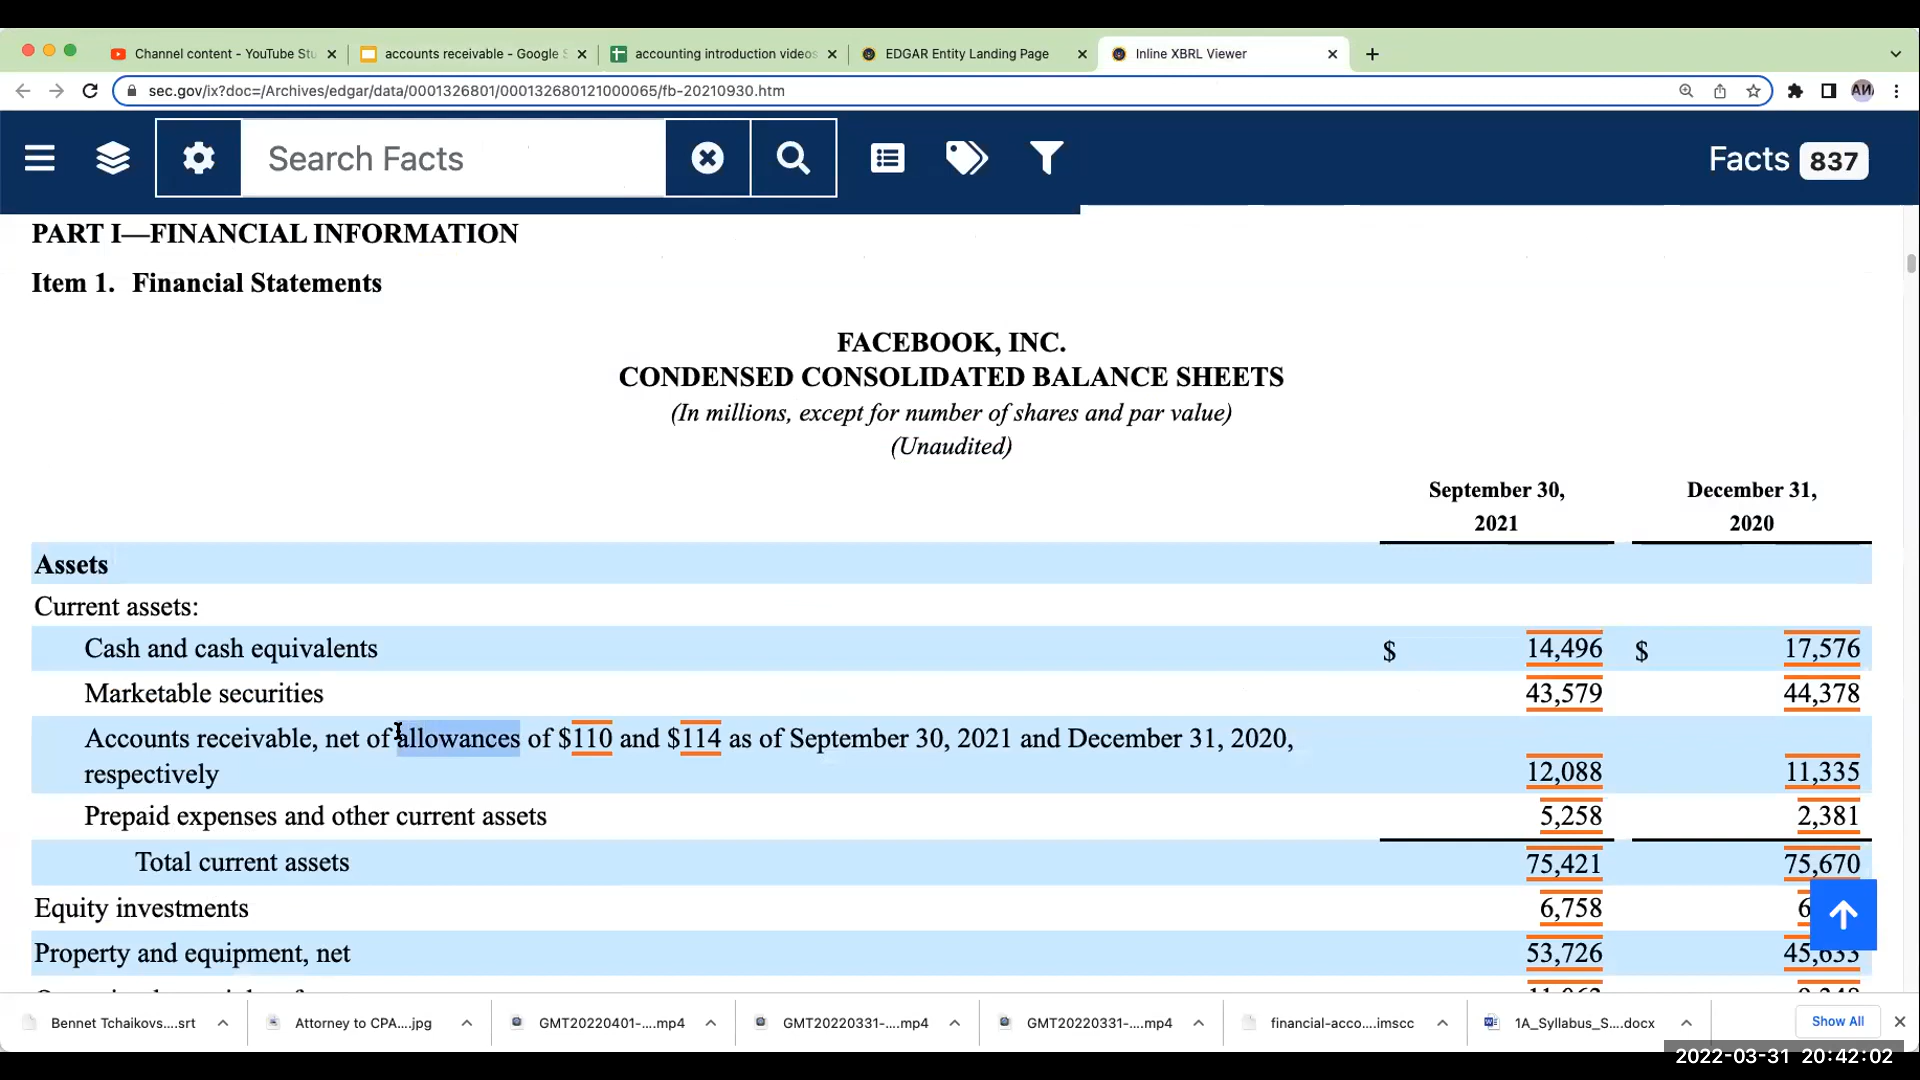 Channel content - YouTube Stu
accounts receivable - Google S
accounting introduction videos
EDGAR Entity Landing Page
Inline XBRL Viewer
sec.gov/ix?doc=/Archives/edgar/data/0001326801/000132680121000065/fb-20210930.htm
Search Facts
Facts 837
PART I—FINANCIAL INFORMATION
Item 1. Financial Statements
FACEBOOK, INC.
CONDENSED CONSOLIDATED BALANCE SHEETS
(In millions, except for number of shares and par value)
(Unaudited)
September 30, December 31,
2021 2020
Assets
Current assets:
Cash and cash equivalents $ 14,496 $ 17,576
Marketable securities 43,579 44,378
Accounts receivable, net of allowances of $110 and $114 as of September 30, 2021 and December 31, 2020,
respectively 12,088 11,335
Prepaid expenses and other current assets 5,258 2,381
Total current assets 75,421 75,670
Equity investments 6,758 6
Property and equipment, net 53,726 45,633
Bennet Tchaikovs....srt
Attorney to CPA....jpg
GMT20220401-....mp4
GMT20220331-....mp4
GMT20220331-....mp4
financial-acco....imscc
1A_Syllabus_S....docx
Show All
2022-03-31 20:42:02